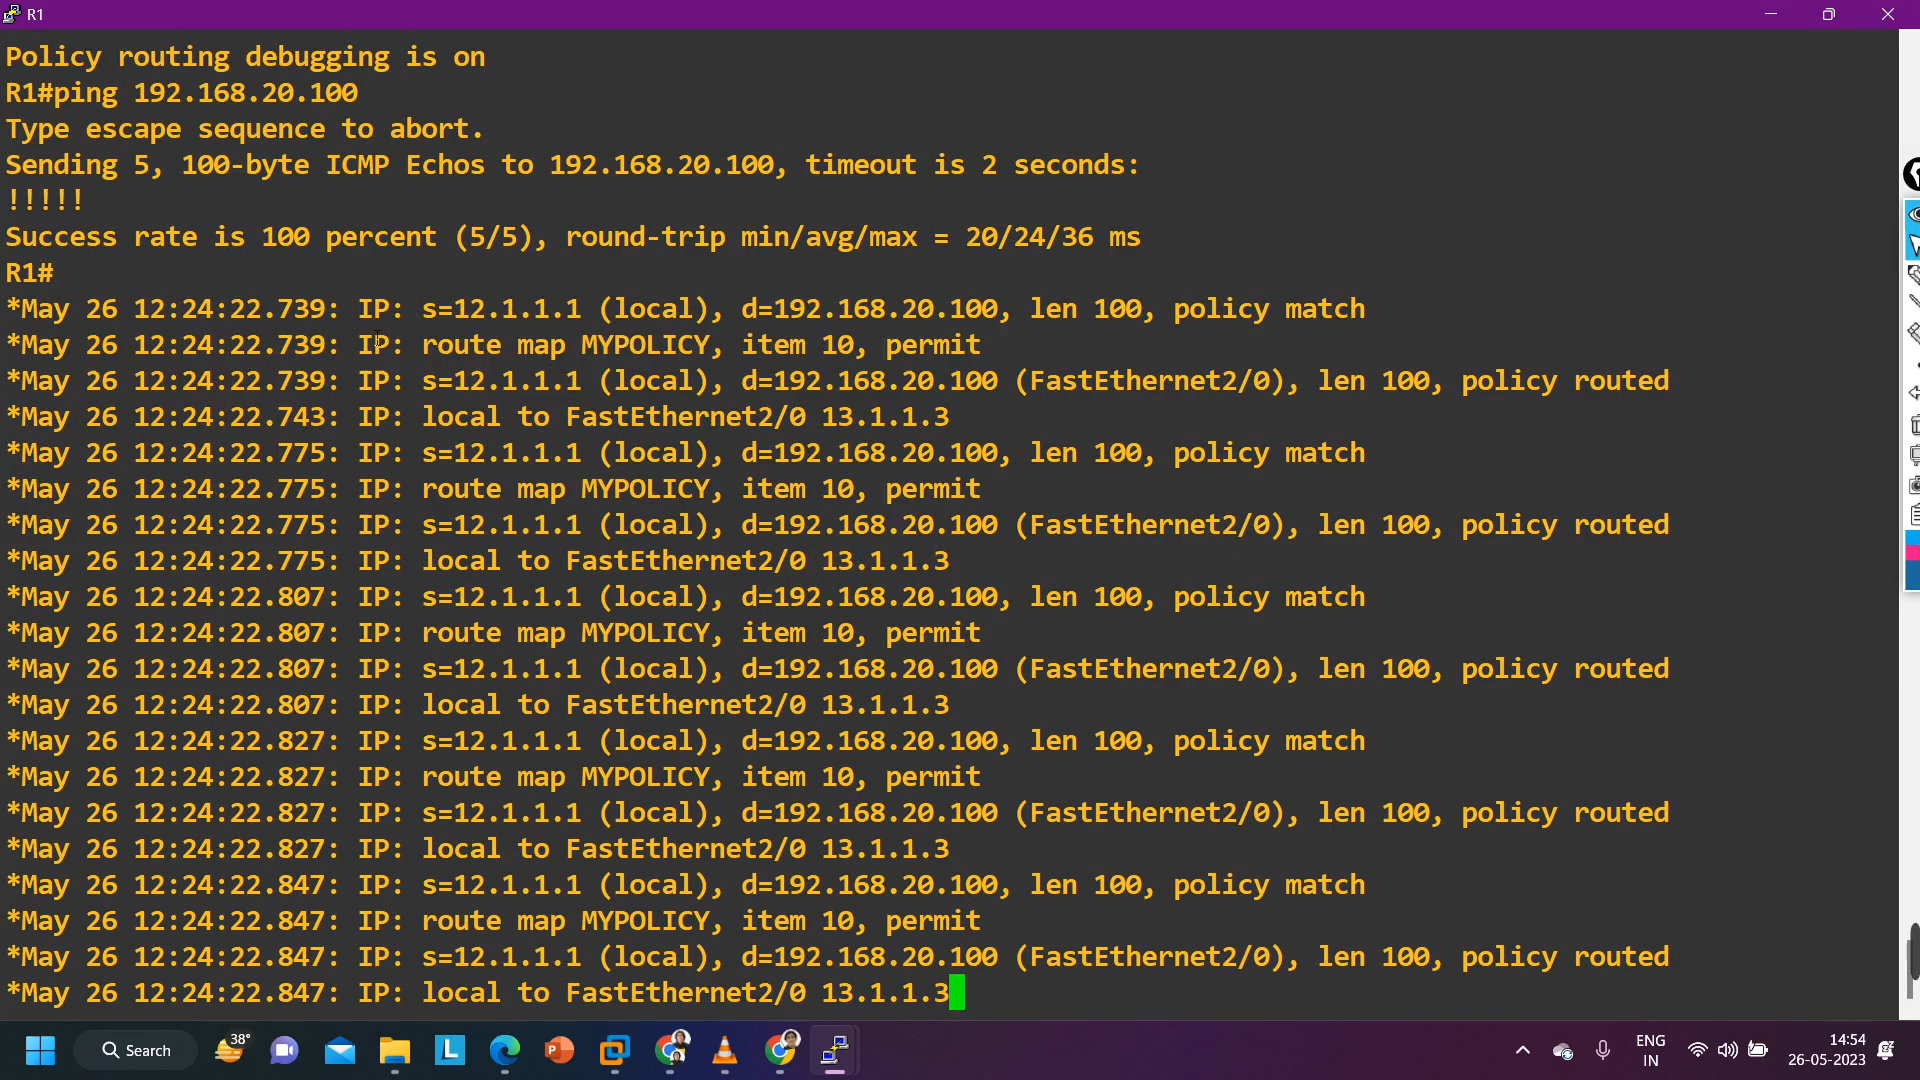 R1
Policy routing debugging is on
R1#ping 192.168.20.100
Type escape sequence to abort.
Sending 5, 100-byte ICMP Echos to 192.168.20.100, timeout is 2 seconds:
!!!!!
Success rate is 100 percent (5/5), round-trip min/avg/max = 20/24/36 ms
R1#
*May 26 12:24:22.739: IP: s=12.1.1.1 (local), d=192.168.20.100, len 100, policy match
*May 26 12:24:22.739: IP: route map MYPOLICY, item 10, permit
*May 26 12:24:22.739: IP: s=12.1.1.1 (local), d=192.168.20.100 (FastEthernet2/0), len 100, policy routed
*May 26 12:24:22.743: IP: local to FastEthernet2/0 13.1.1.3
*May 26 12:24:22.775: IP: s=12.1.1.1 (local), d=192.168.20.100, len 100, policy match
*May 26 12:24:22.775: IP: route map MYPOLICY, item 10, permit
*May 26 12:24:22.775: IP: s=12.1.1.1 (local), d=192.168.20.100 (FastEthernet2/0), len 100, policy routed
*May 26 12:24:22.775: IP: local to FastEthernet2/0 13.1.1.3
*May 26 12:24:22.807: IP: s=12.1.1.1 (local), d=192.168.20.100, len 100, policy match
*May 26 12:24:22.807: IP: route map MYPOLICY, item 10, permit
*May 26 12:24:22.807: IP: s=12.1.1.1 (local), d=192.168.20.100 (FastEthernet2/0), len 100, policy routed
*May 26 12:24:22.807: IP: local to FastEthernet2/0 13.1.1.3
*May 26 12:24:22.827: IP: s=12.1.1.1 (local), d=192.168.20.100, len 100, policy match
*May 26 12:24:22.827: IP: route map MYPOLICY, item 10, permit
*May 26 12:24:22.827: IP: s=12.1.1.1 (local), d=192.168.20.100 (FastEthernet2/0), len 100, policy routed
*May 26 12:24:22.827: IP: local to FastEthernet2/0 13.1.1.3
*May 26 12:24:22.847: IP: s=12.1.1.1 (local), d=192.168.20.100, len 100, policy match
*May 26 12:24:22.847: IP: route map MYPOLICY, item 10, permit
*May 26 12:24:22.847: IP: s=12.1.1.1 (local), d=192.168.20.100 (FastEthernet2/0), len 100, policy routed
*May 26 12:24:22.847: IP: local to FastEthernet2/0 13.1.1.3
Search
38°
L
P
ENG
IN
14:54
26-05-2023